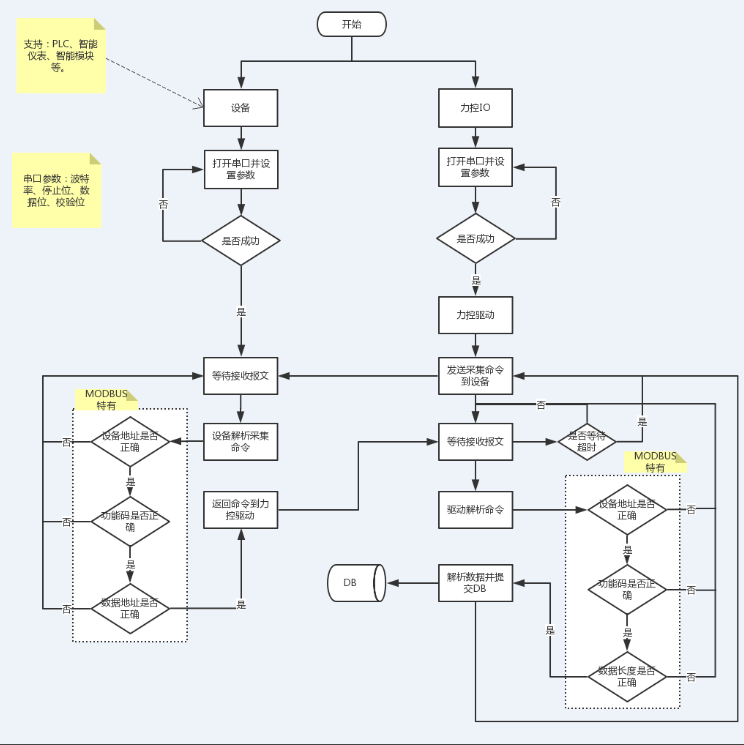 开始
支持：PLC、智能
仪表、智能模块
等。
设备
力控IO
串口参数：波特
率、停止位、数
据位、校验位
打开串口并设
置参数
打开串口并设
置参数
否
否
是否成功
是否成功
是
是
力控驱动
等待接收报文
发送采集命令
到设备
MODBUS
特有
否
是
设备地址是否
正确
否
设备解析采集
命令
等待接收报文
是否等待
超时
MODBUS
特有
是
功能码是否正
确
否
返回命令到力
控驱动
驱动解析命令
设备地址是否
正确
否
是
是
数据地址是否
正确
否
是
DB
解析数据并提
交DB
功能码是否正
确
否
是
是
数据长度是否
正确
否